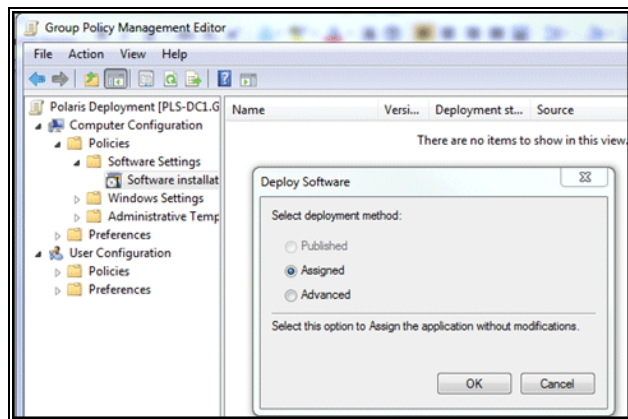 Group Policy Management Editor
File Action View Help
Polaris Deployment [PLS-DC1.G
Computer Configuration
Policies
Software Settings
Software installat
Windows Settings
Administrative Temp
Preferences
User Configuration
Policies
Preferences
Name Versi... Deployment st... Source
There are no items to show in this view.
Deploy Software
Select deployment method:
Published
Assigned
Advanced
Select this option to Assign the application without modifications.
OK Cancel